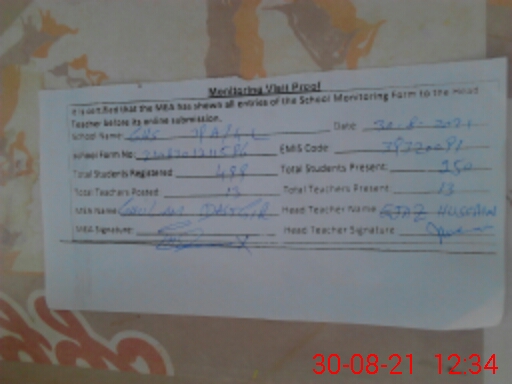 Monitoring Visit Proof
It is certified that the MEA has shown all entries of the School Monitoring Form to the Head
Teacher before its online submission.
School Name: Date: 30-8-2021
School Form No: EMIS Code:
Total Students Registered 488 Total Students Present: 250
Total Teachers Posted 13 Total Teachers Present 13
MEA Name Head Teacher Name EJAZ HUSSAIN
MEA Signature: Head Teacher Signature
30-08-21 12:34